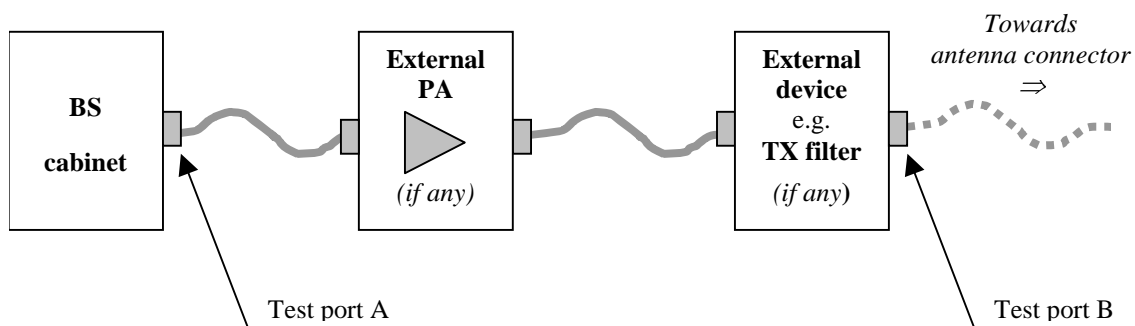 BS
cabinet
External
PA
(if any)
External
device
e.g.
TX filter
(if any)
Towards
antenna connector
⇒
Test port A
Test port B